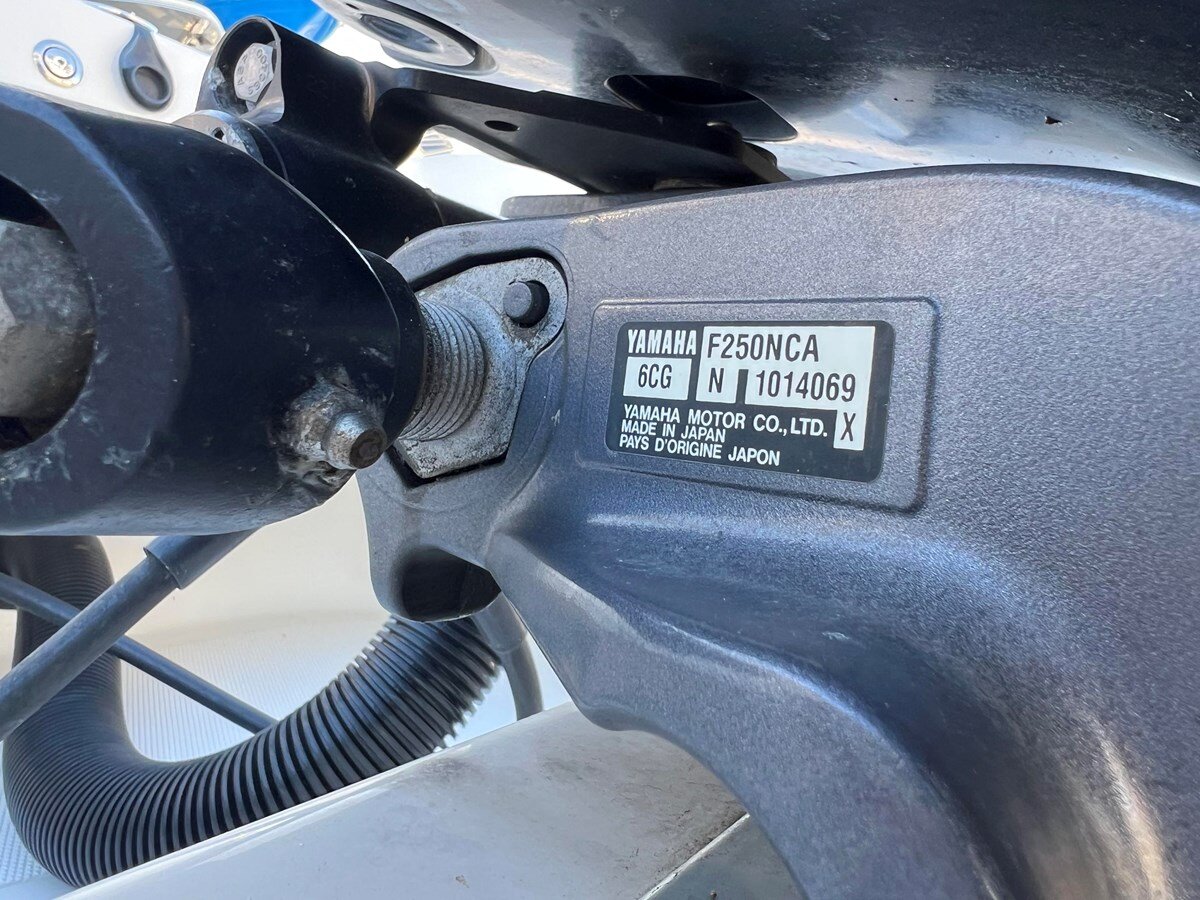 YAMAHA F250NCA
6CG N 1014069
YAMAHA MOTOR CO., LTD. X
MADE IN JAPAN
PAYS D'ORIGINE JAPON